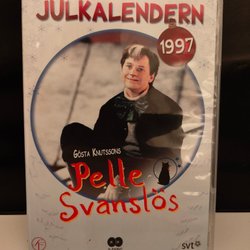 JULKALENDERN
1997
GÖSTA KNUTSSONS
Pelle
Svanslös
svt